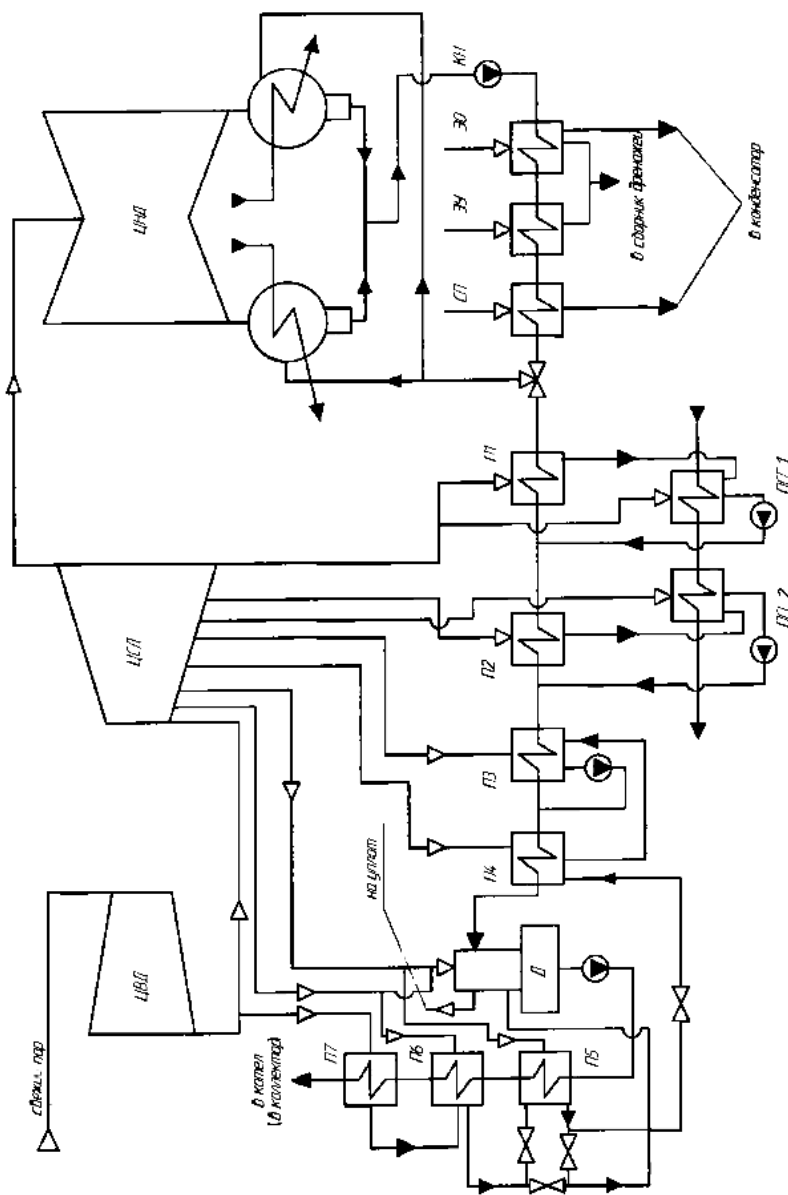 свежий пар
ЦВД
ЦСД
ЦНД
КН
ЭО
ЭУ
СП
в сборник дренажей
в конденсатор
П1
П2
П3
П4
ПСГ 1
ПСГ 2
на уплот
Д
П5
П6
П7
в котел
(в коллектор)